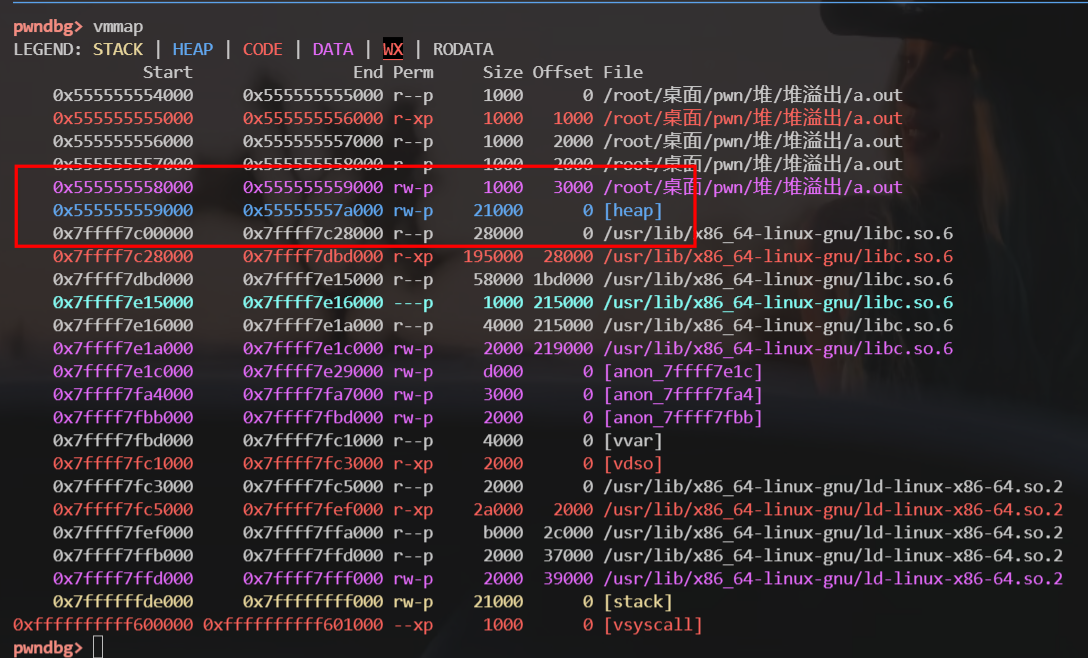 pwndbg> vmmap
LEGEND: STACK | HEAP | CODE | DATA | WX | RODATA
Start End Perm Size Offset File
0x555555554000 0x555555555000 r--p 1000 0 /root/桌面/pwn/堆/堆溢出/a.out
0x555555555000 0x555555556000 r-xp 1000 1000 /root/桌面/pwn/堆/堆溢出/a.out
0x555555556000 0x555555557000 r--p 1000 2000 /root/桌面/pwn/堆/堆溢出/a.out
0x555555557000 0x555555558000 r--p 1000 2000 /root/桌面/pwn/堆/堆溢出/a.out
0x555555558000 0x555555559000 rw-p 1000 3000 /root/桌面/pwn/堆/堆溢出/a.out
0x555555559000 0x55555557a000 rw-p 21000 0 [heap]
0x7ffff7c00000 0x7ffff7c28000 r--p 28000 0 /usr/lib/x86_64-linux-gnu/libc.so.6
0x7ffff7c28000 0x7ffff7dbd000 r-xp 195000 28000 /usr/lib/x86_64-linux-gnu/libc.so.6
0x7ffff7dbd000 0x7ffff7e15000 r--p 58000 1bd000 /usr/lib/x86_64-linux-gnu/libc.so.6
0x7ffff7e15000 0x7ffff7e16000 ---p 1000 215000 /usr/lib/x86_64-linux-gnu/libc.so.6
0x7ffff7e16000 0x7ffff7e1a000 r--p 4000 215000 /usr/lib/x86_64-linux-gnu/libc.so.6
0x7ffff7e1a000 0x7ffff7e1c000 rw-p 2000 219000 /usr/lib/x86_64-linux-gnu/libc.so.6
0x7ffff7e1c000 0x7ffff7e29000 rw-p d000 0 [anon_7ffff7e1c]
0x7ffff7fa4000 0x7ffff7fa7000 rw-p 3000 0 [anon_7ffff7fa4]
0x7ffff7fbb000 0x7ffff7fbd000 rw-p 2000 0 [anon_7ffff7fbb]
0x7ffff7fbd000 0x7ffff7fc1000 r--p 4000 0 [vvar]
0x7ffff7fc1000 0x7ffff7fc3000 r-xp 2000 0 [vdso]
0x7ffff7fc3000 0x7ffff7fc5000 r--p 2000 0 /usr/lib/x86_64-linux-gnu/ld-linux-x86-64.so.2
0x7ffff7fc5000 0x7ffff7fef000 r-xp 2a000 2000 /usr/lib/x86_64-linux-gnu/ld-linux-x86-64.so.2
0x7ffff7fef000 0x7ffff7ffa000 r--p b000 2c000 /usr/lib/x86_64-linux-gnu/ld-linux-x86-64.so.2
0x7ffff7ffb000 0x7ffff7ffd000 r--p 2000 37000 /usr/lib/x86_64-linux-gnu/ld-linux-x86-64.so.2
0x7ffff7ffd000 0x7ffff7fff000 rw-p 2000 39000 /usr/lib/x86_64-linux-gnu/ld-linux-x86-64.so.2
0x7ffffffde000 0x7ffffffff000 rw-p 21000 0 [stack]
0xffffffffff600000 0xffffffffff601000 --xp 1000 0 [vsyscall]
pwndbg>